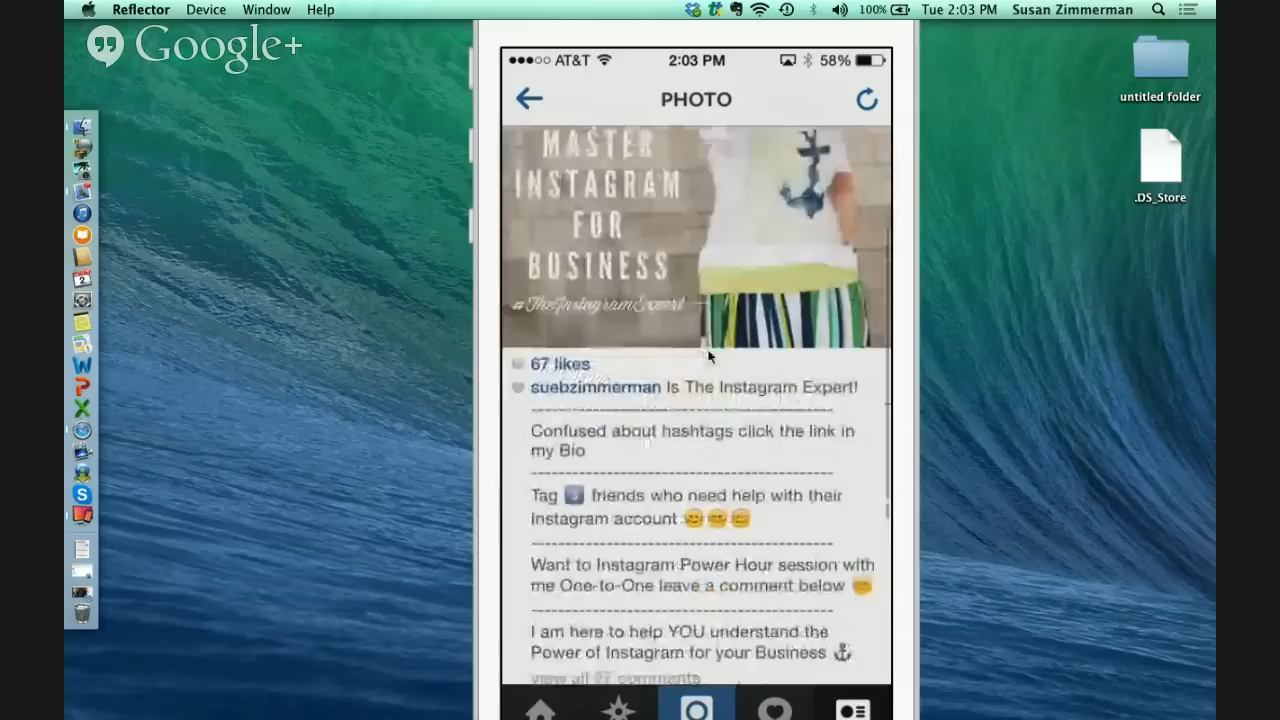 Reflector Device Window Help 100% Tue 2:03 PM Susan Zimmerman
Google+
untitled folder
.DS_Store
AT&T 2:03 PM 58%
PHOTO
MASTER
INSTAGRAM
FOR
BUSINESS
#TheInstagramExpert
67 likes
suebzimmerman Is The Instagram Expert!
Confused about hashtags click the link in
my Bio
Tag friends who need help with their
Instagram account
Want to Instagram Power Hour session with
me One-to-One leave a comment below
I am here to help YOU understand the
Power of Instagram for your Business
view all comments